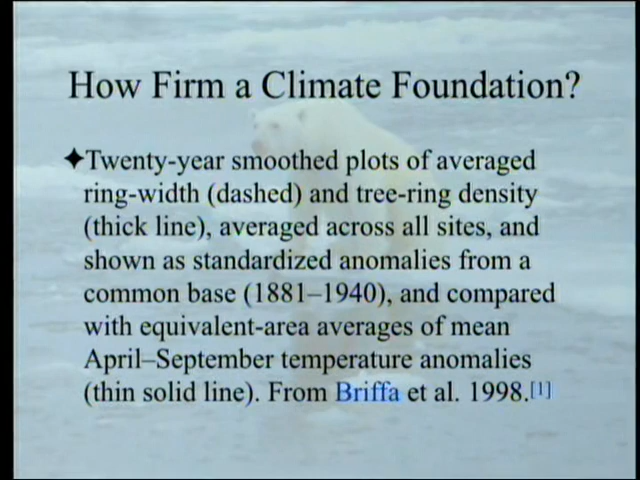 How Firm a Climate Foundation?
✦Twenty-year smoothed plots of averaged
ring-width (dashed) and tree-ring density
(thick line), averaged across all sites, and
shown as standardized anomalies from a
common base (1881–1940), and compared
with equivalent-area averages of mean
April–September temperature anomalies
(thin solid line). From Briffa et al. 1998.[1]